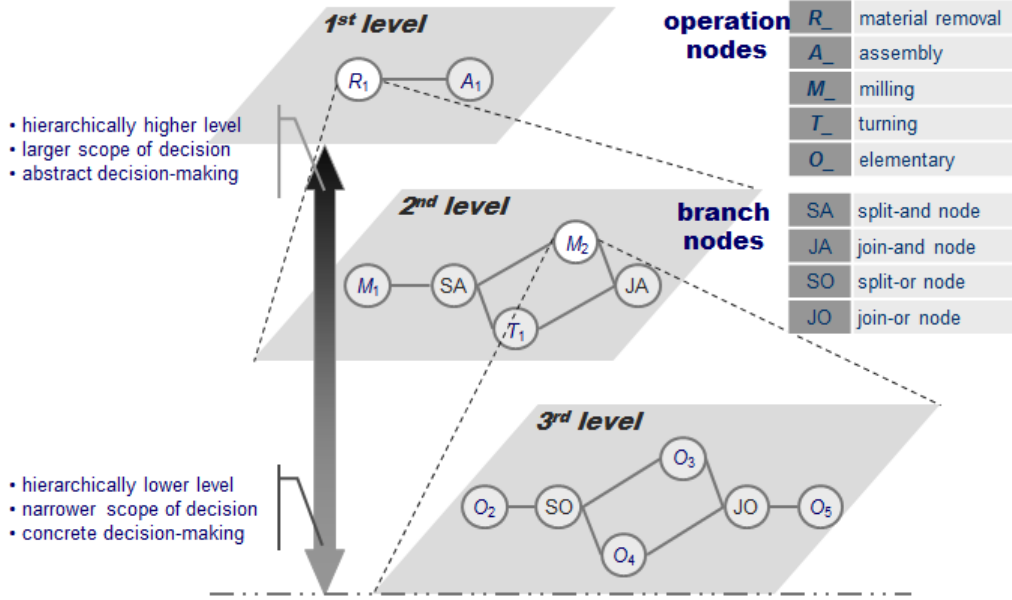 1st level
R1
A1
• hierarchically higher level
• larger scope of decision
• abstract decision-making
2nd level
M1
SA
M2
T1
JA
• hierarchically lower level
• narrower scope of decision
• concrete decision-making
3rd level
O2
SO
O3
O4
JO
O5
operation
nodes
R_ material removal
A_ assembly
M_ milling
T_ turning
O_ elementary
branch
nodes
SA split-and node
JA join-and node
SO split-or node
JO join-or node